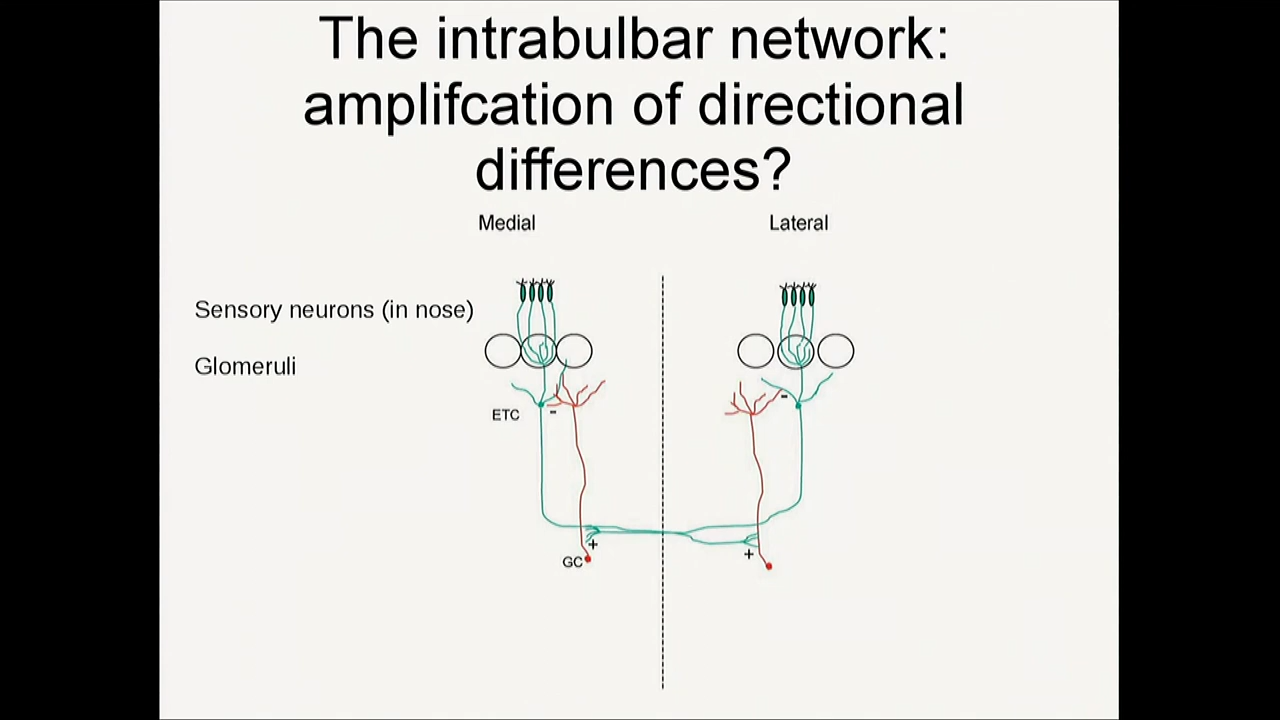 The intrabulbar network:
amplifcation of directional
differences?
Medial
Lateral
Sensory neurons (in nose)
Glomeruli
ETC
-
-
+
+
GC